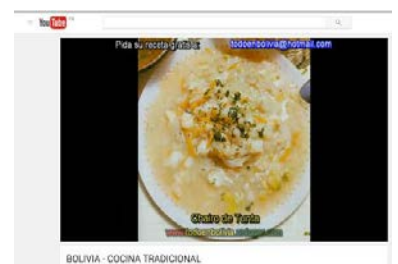 YouTube
Pida su receta gratis a: todoenbolivia@hotmail.com
Chairo de Tunta
BOLIVIA - COCINA TRADICIONAL